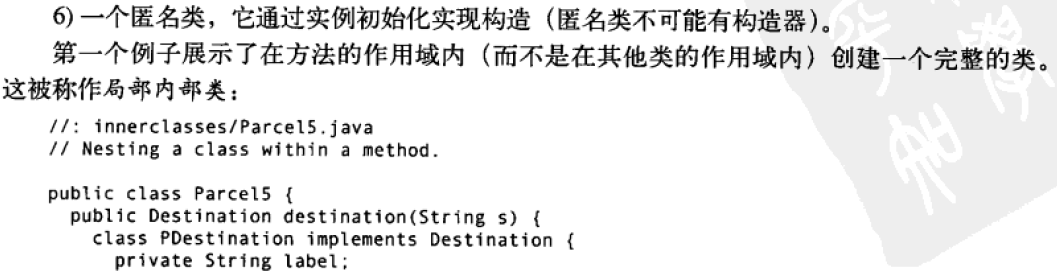 6) 一个匿名类，它通过实例初始化实现构造（匿名类不可能有构造器）。
第一个例子展示了在方法的作用域内（而不是在其他类的作用域内）创建一个完整的类。
这被称作局部内部类：
//: innerclasses/Parcel5.java
// Nesting a class within a method.
public class Parcel5 {
public Destination destination(String s) {
class PDestination implements Destination {
private String label;